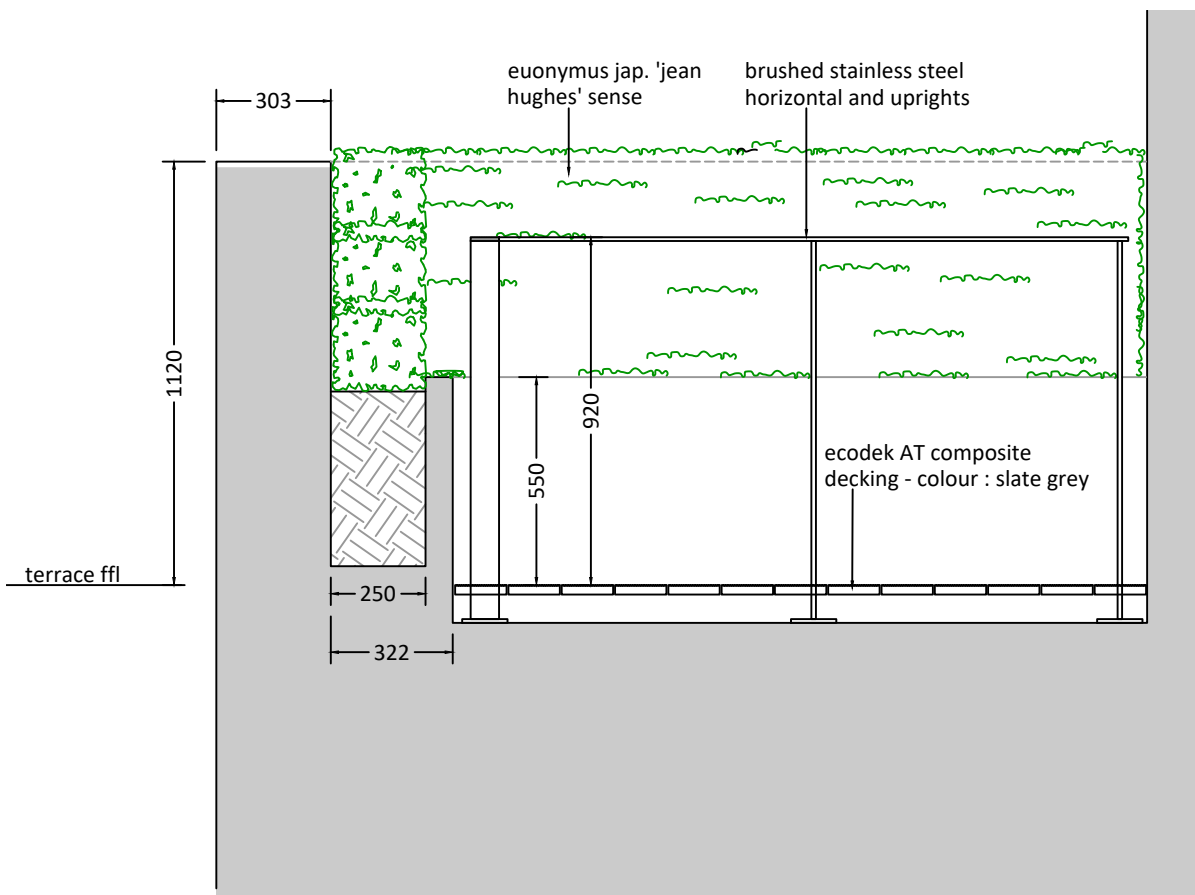 euonymus jap. 'jean
hughes' sense
brushed stainless steel
horizontal and uprights
303
1120
920
550
ecodek AT composite
decking - colour : slate grey
terrace ffl
250
322